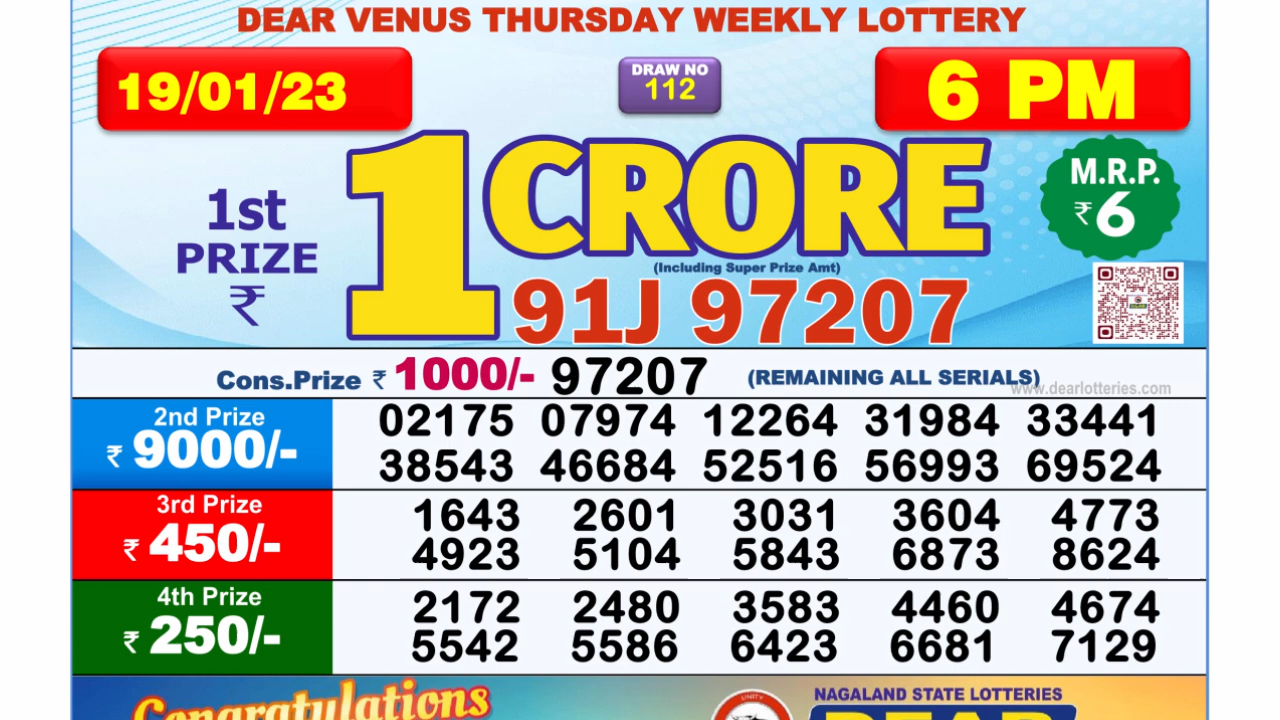 DEAR VENUS THURSDAY WEEKLY LOTTERY
19/01/23
DRAW NO
112
6 PM
1st
PRIZE
₹
1 CRORE
(Including Super Prize Amt)
91J 97207
M.R.P.
₹ 6
Cons.Prize ₹ 1000/- 97207 (REMAINING ALL SERIALS)
www.dearlotteries.com
2nd Prize
₹ 9000/-
02175 07974 12264 31984 33441
38543 46684 52516 56993 69524
3rd Prize
₹ 450/-
1643 2601 3031 3604 4773
4923 5104 5843 6873 8624
4th Prize
₹ 250/-
2172 2480 3583 4460 4674
5542 5586 6423 6681 7129
Congratulations
UNITY
NAGALAND STATE LOTTERIES
DEAR